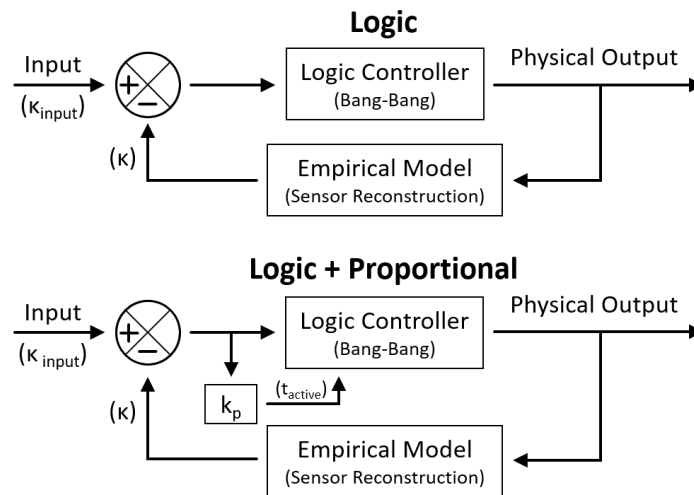 Logic
Input
(κinput)
+
−
Logic Controller
(Bang-Bang)
Physical Output
(κ)
Empirical Model
(Sensor Reconstruction)
Logic + Proportional
Input
(κ input)
+
−
Logic Controller
(Bang-Bang)
Physical Output
kp
(tactive)
(κ)
Empirical Model
(Sensor Reconstruction)